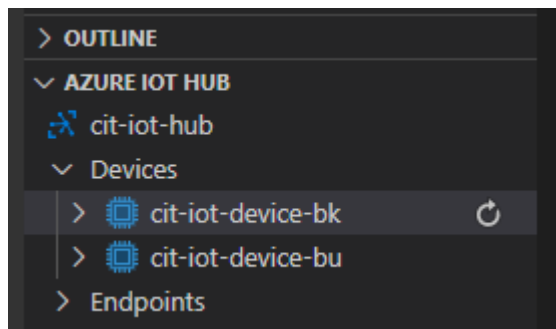 OUTLINE
AZURE IOT HUB
cit-iot-hub
Devices
cit-iot-device-bk
cit-iot-device-bu
Endpoints